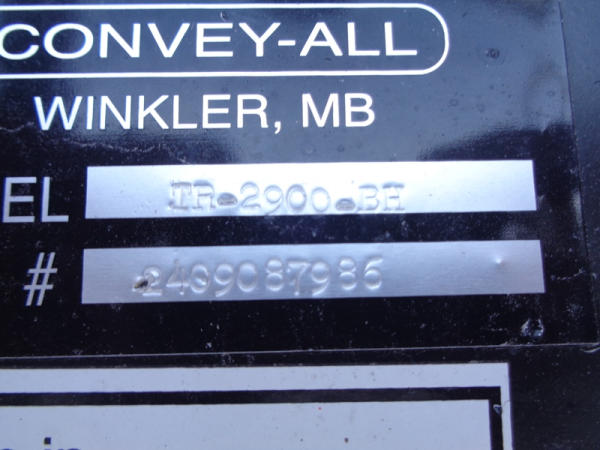 CONVEY-ALL
WINKLER, MB
EL TR-2900-BH
# 2409087986